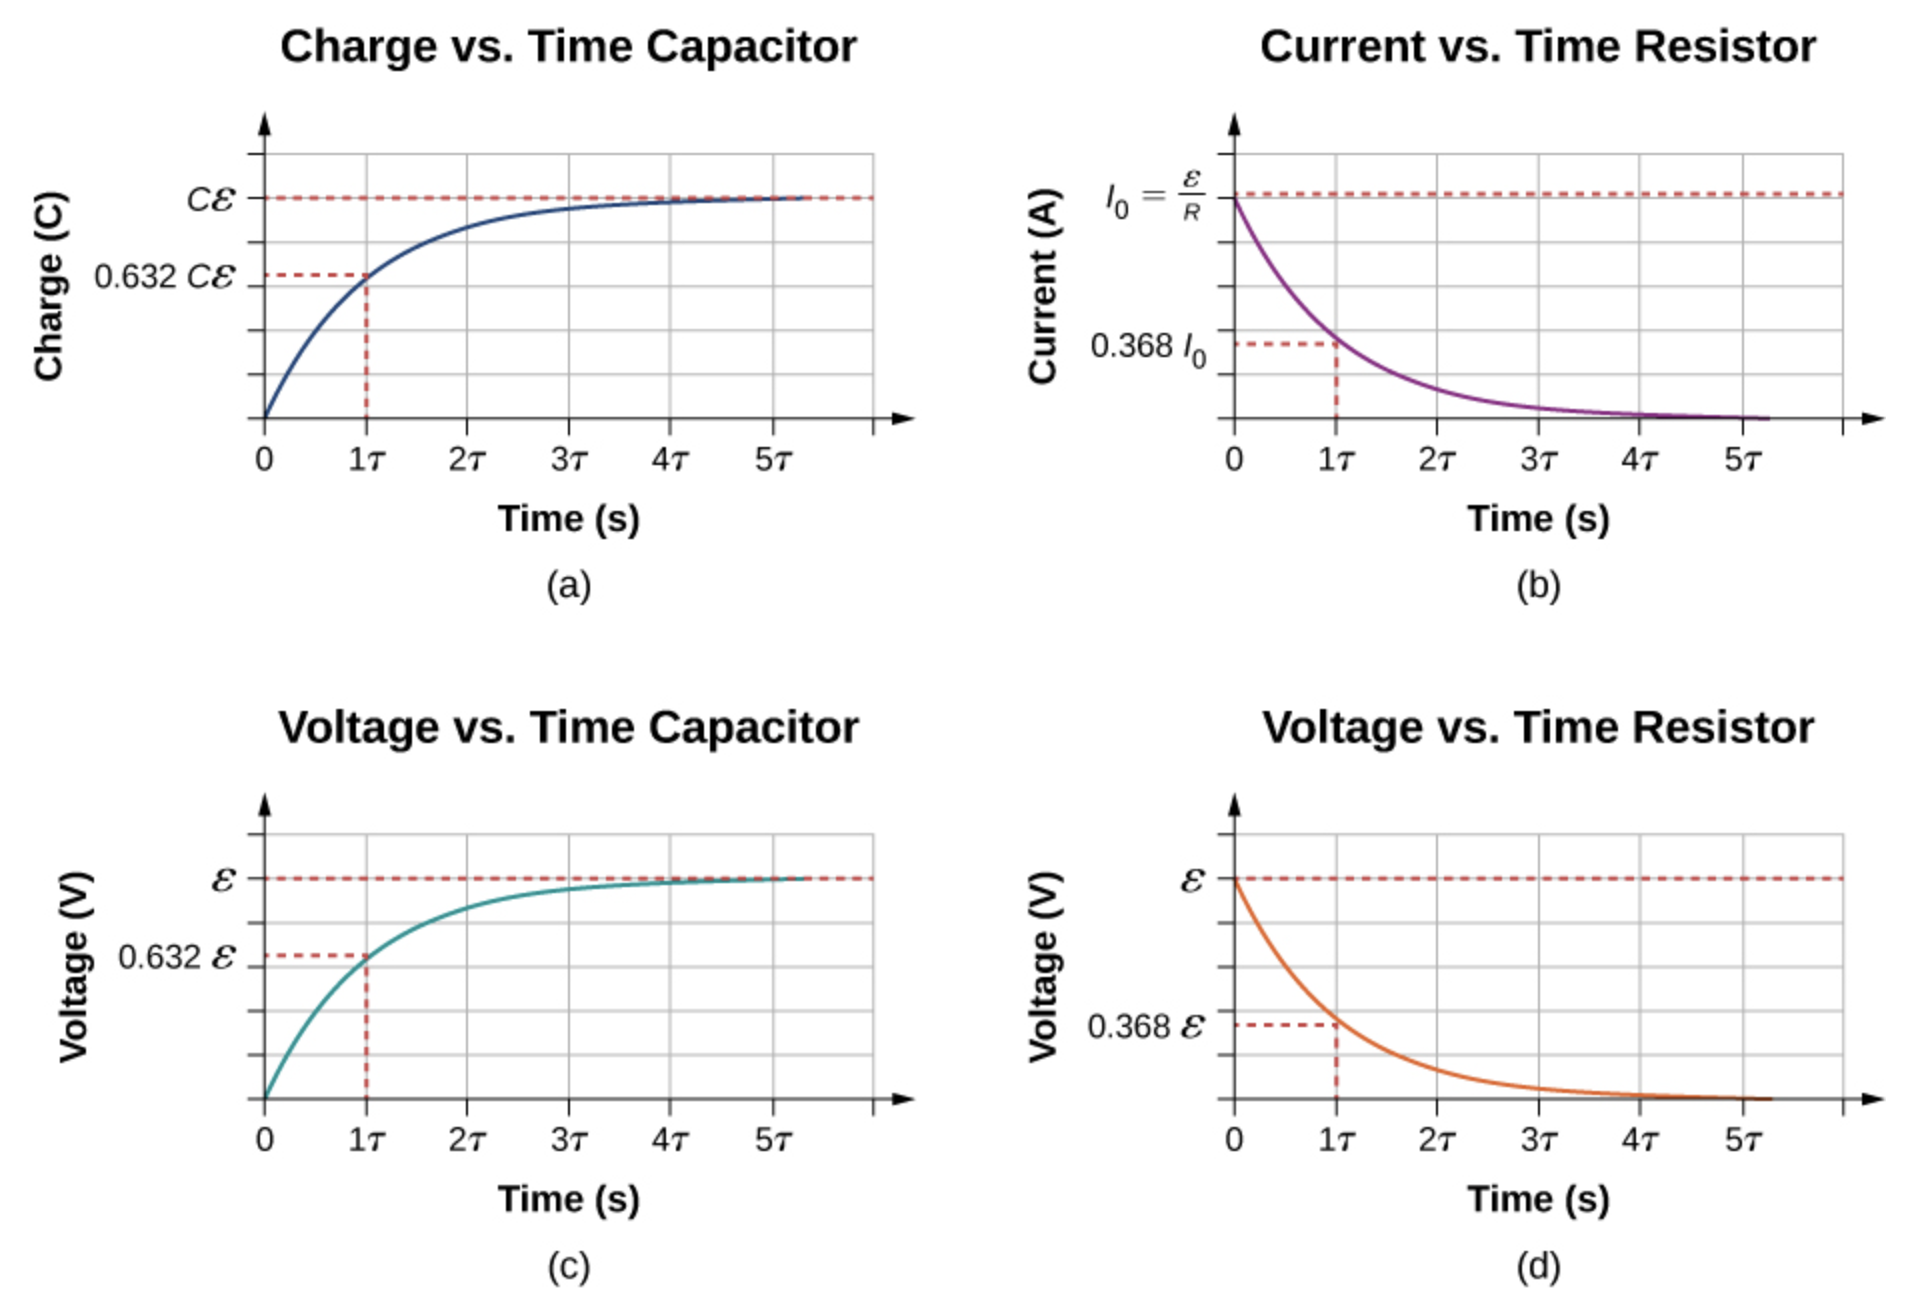 Charge vs. Time Capacitor
Charge (C)
Cℰ
0.632 Cℰ
0 1τ 2τ 3τ 4τ 5τ
Time (s)
(a)
Current vs. Time Resistor
Current (A)
I₀ = ℰ/R
0.368 I₀
0 1τ 2τ 3τ 4τ 5τ
Time (s)
(b)
Voltage vs. Time Capacitor
Voltage (V)
ℰ
0.632 ℰ
0 1τ 2τ 3τ 4τ 5τ
Time (s)
(c)
Voltage vs. Time Resistor
Voltage (V)
ℰ
0.368 ℰ
0 1τ 2τ 3τ 4τ 5τ
Time (s)
(d)